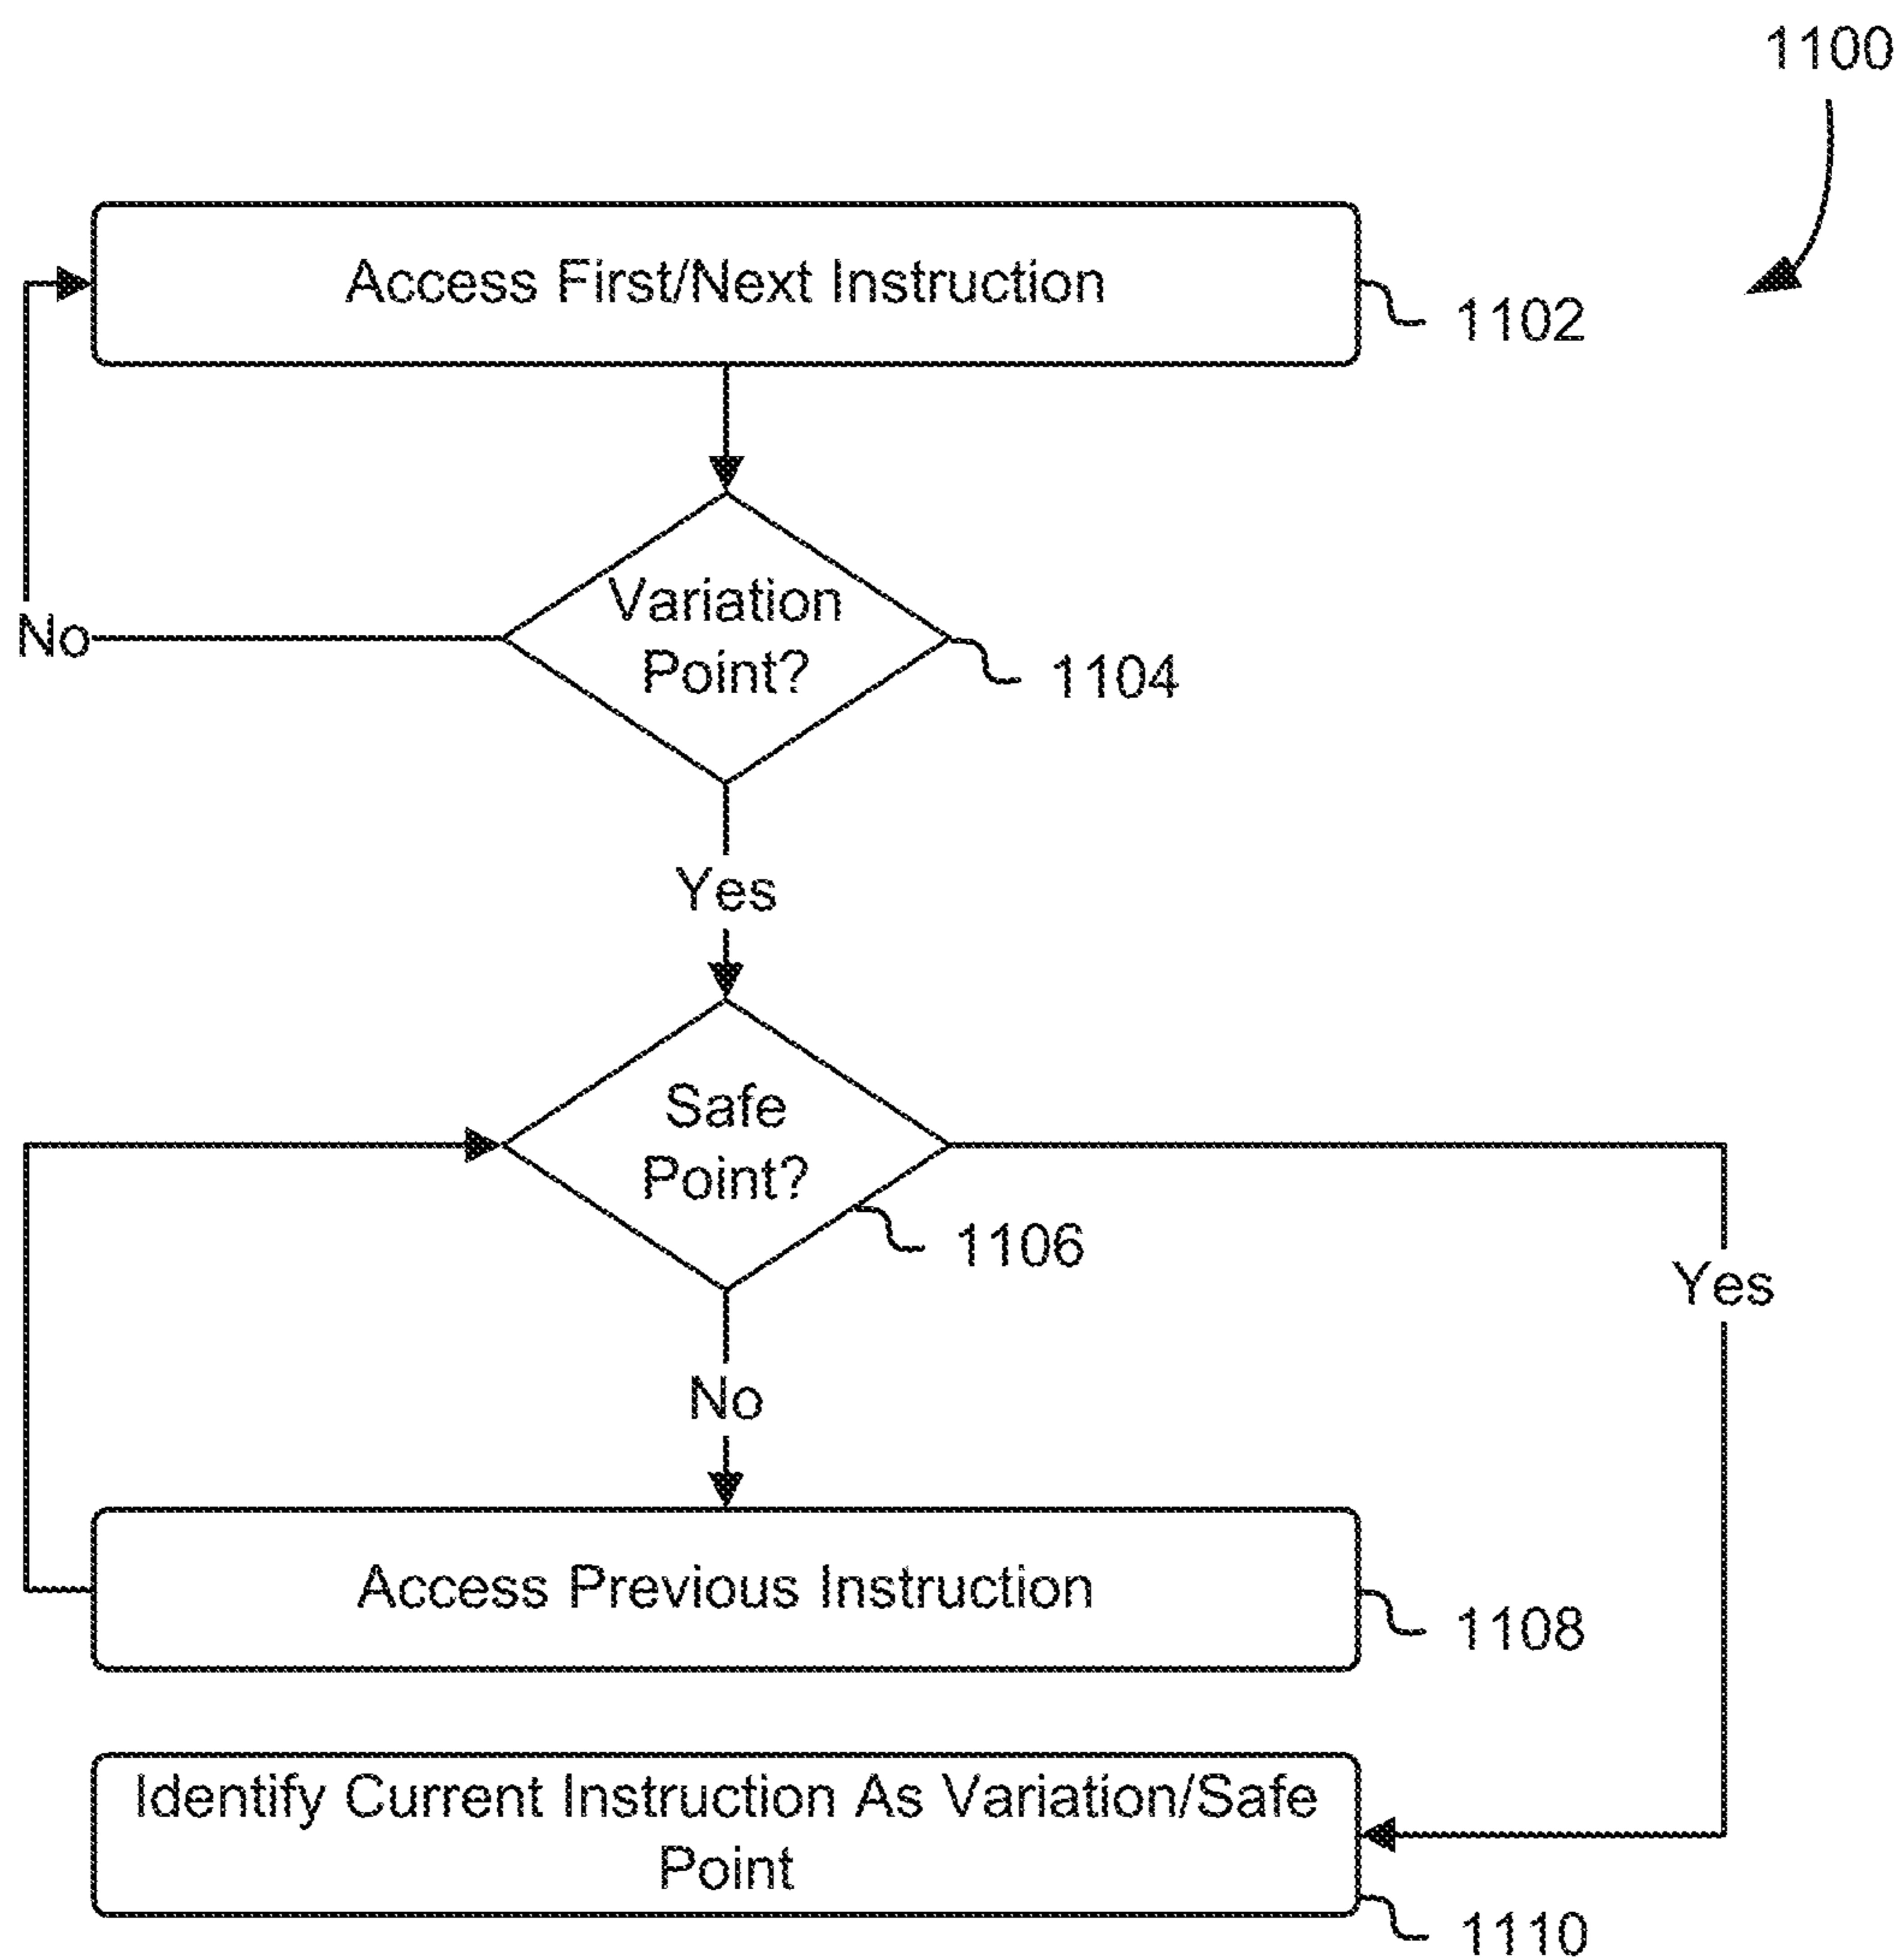 1100
Access First/Next Instruction
1102
Variation
Point?
No
1104
Yes
Safe
Point?
1106
Yes
No
Access Previous Instruction
1108
Identify Current Instruction As Variation/Safe
Point
1110